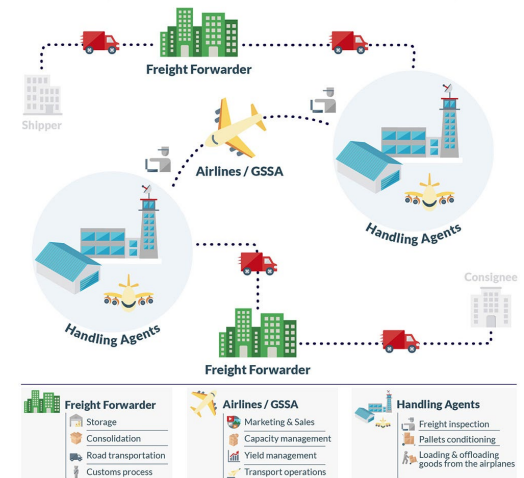 Freight Forwarder
Shipper
Airlines / GSSA
Handling Agents
Handling Agents
Consignee
Freight Forwarder
Freight Forwarder
Storage
Consolidation
Road transportation
Customs process
Airlines / GSSA
Marketing & Sales
Capacity management
Yield management
Transport operations
Handling Agents
Freight inspection
Pallets conditioning
Loading & offloading
goods from the airplanes